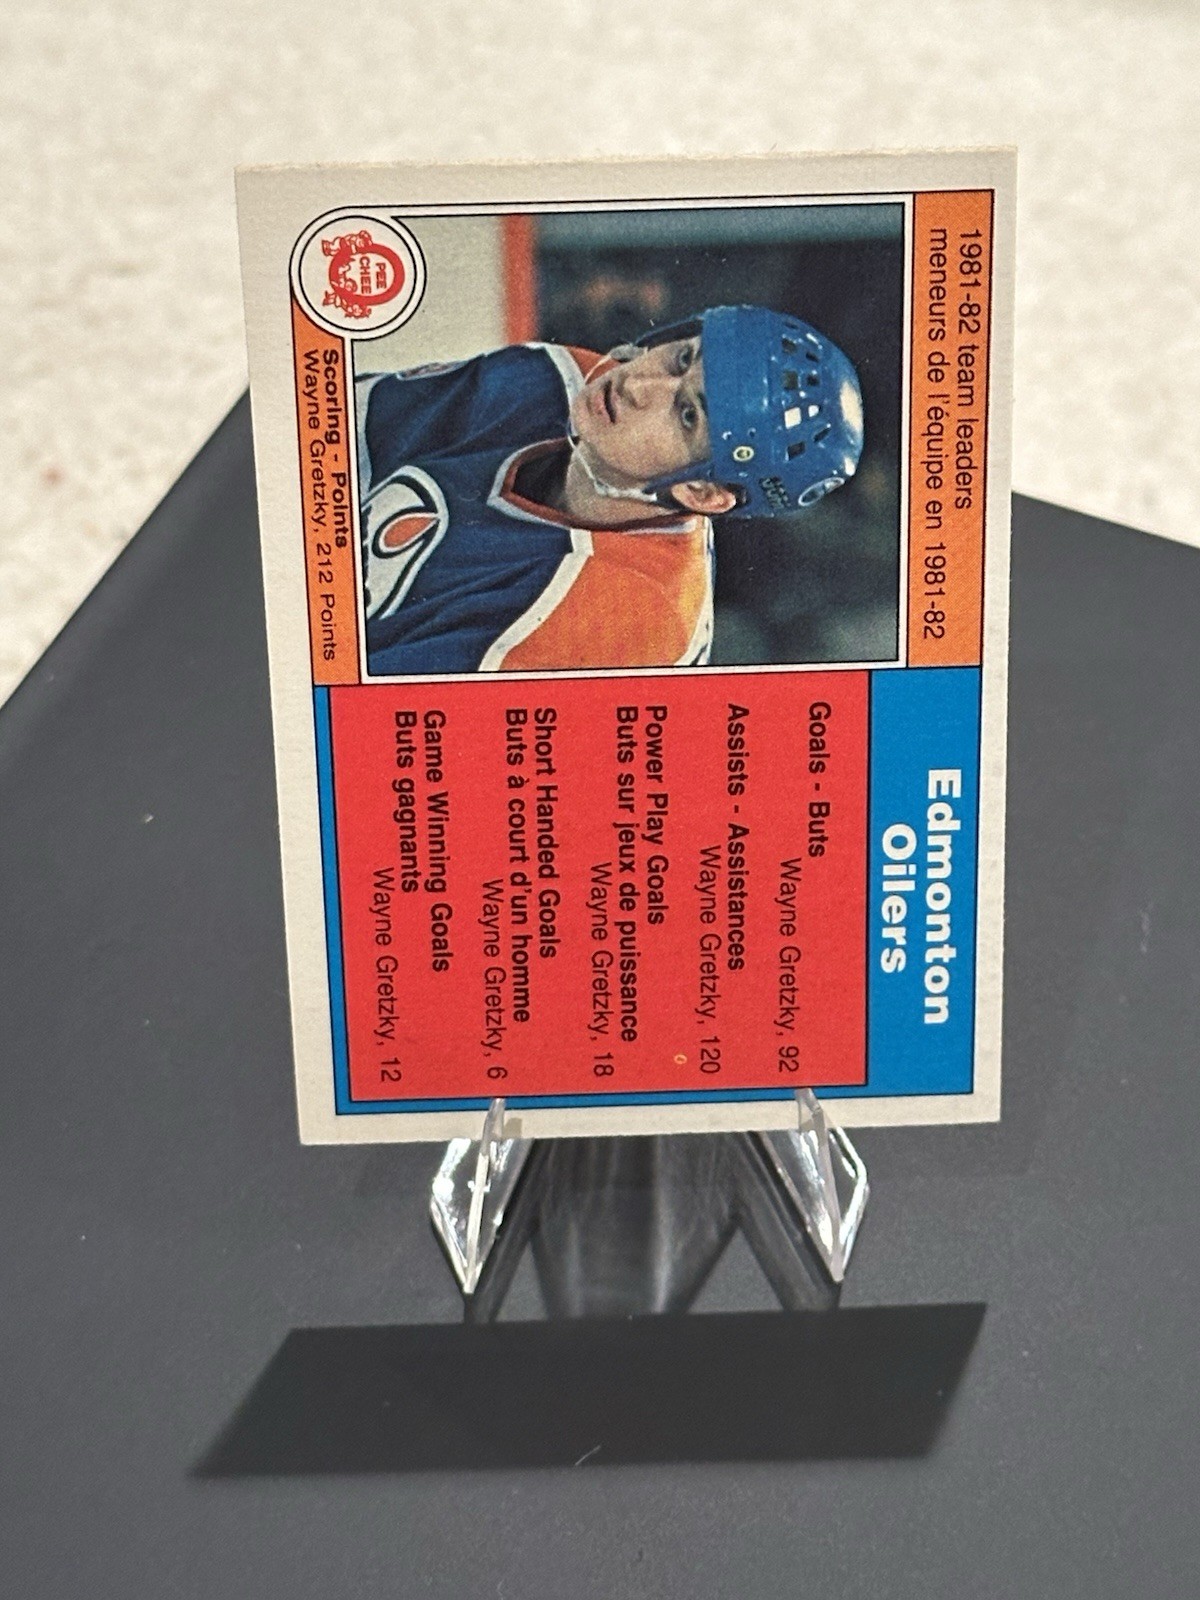 1981-82 team leaders
meneurs de l'équipe en 1981-82
Edmonton
Oilers
PEE
CHEE
Scoring - Points
Wayne Gretzky, 212 Points
Goals - Buts
Wayne Gretzky, 92
Assists - Assistances
Wayne Gretzky, 120
Power Play Goals
Buts sur jeux de puissance
Wayne Gretzky, 18
Short Handed Goals
Buts à court d'un homme
Wayne Gretzky, 6
Game Winning Goals
Buts gagnants
Wayne Gretzky, 12